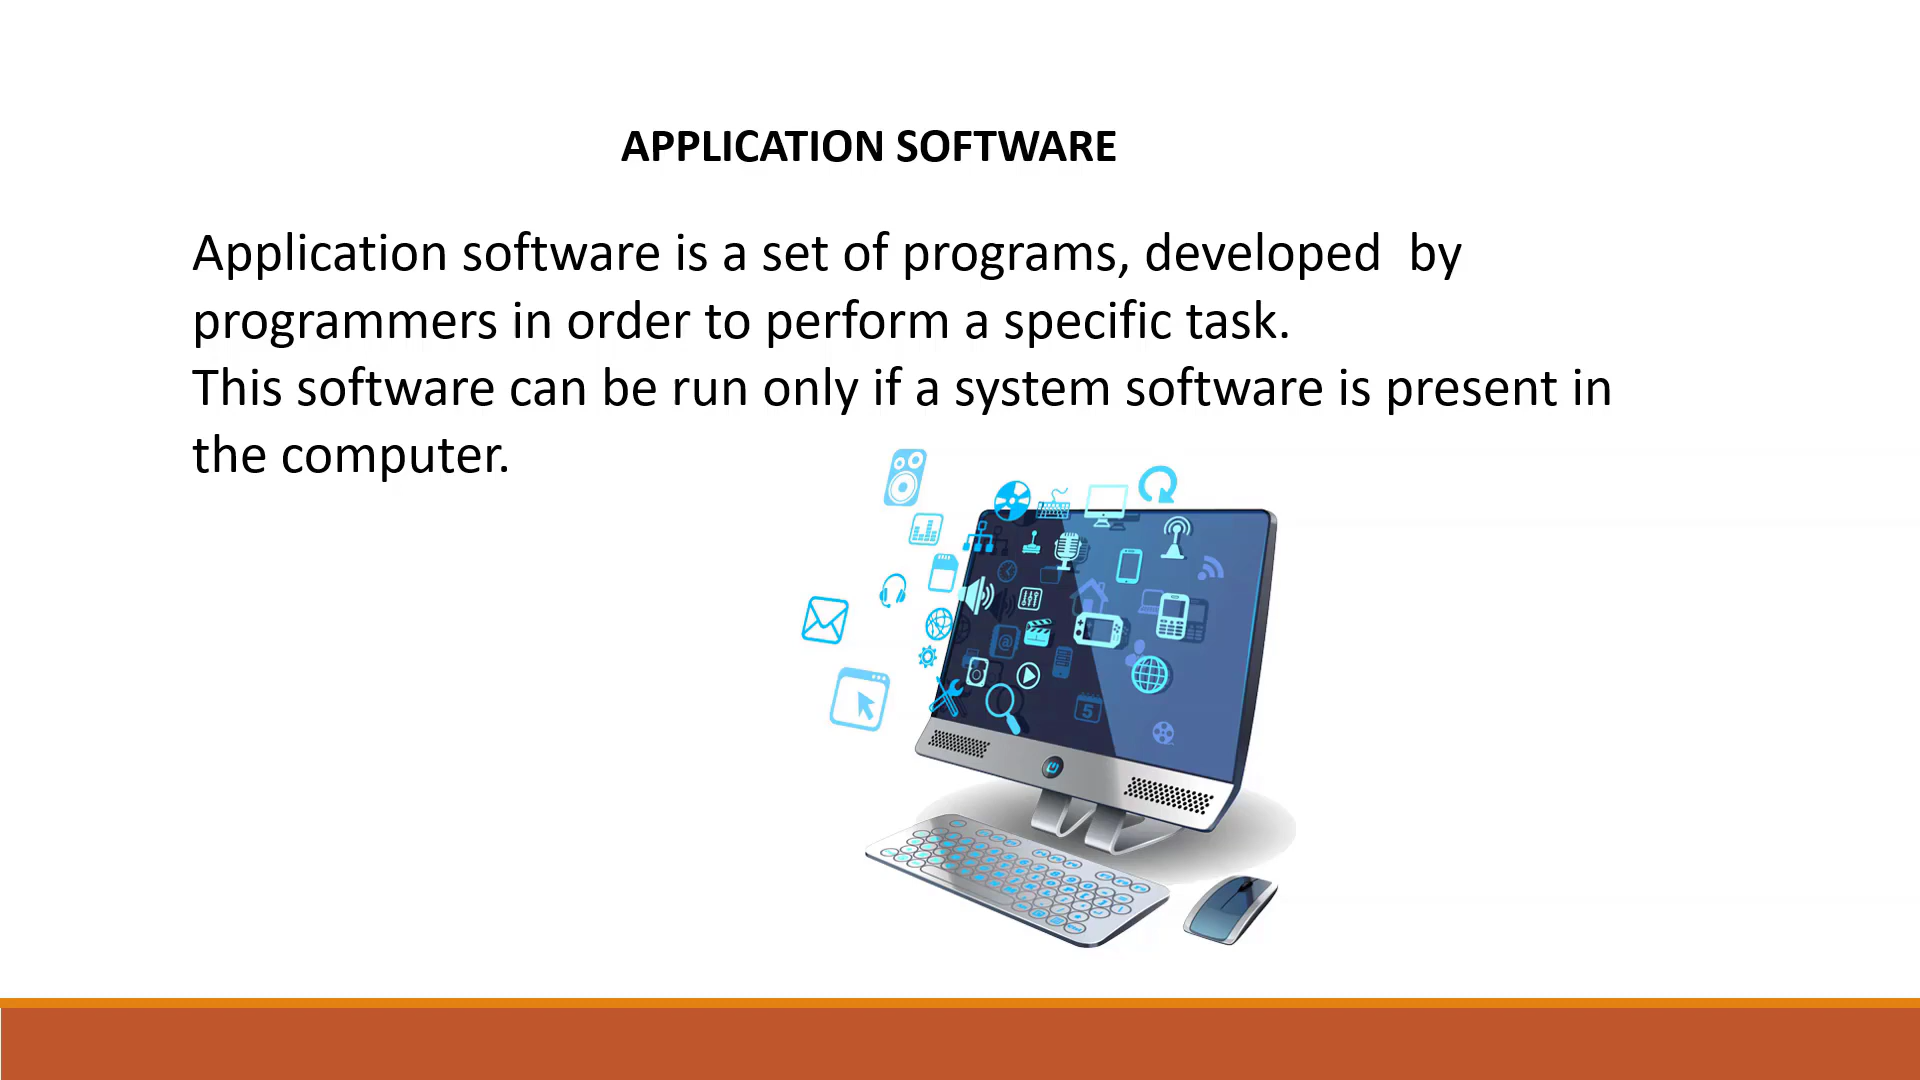 APPLICATION SOFTWARE
Application software is a set of programs, developed  by
programmers in order to perform a specific task.
This software can be run only if a system software is present in
the computer.
@
5